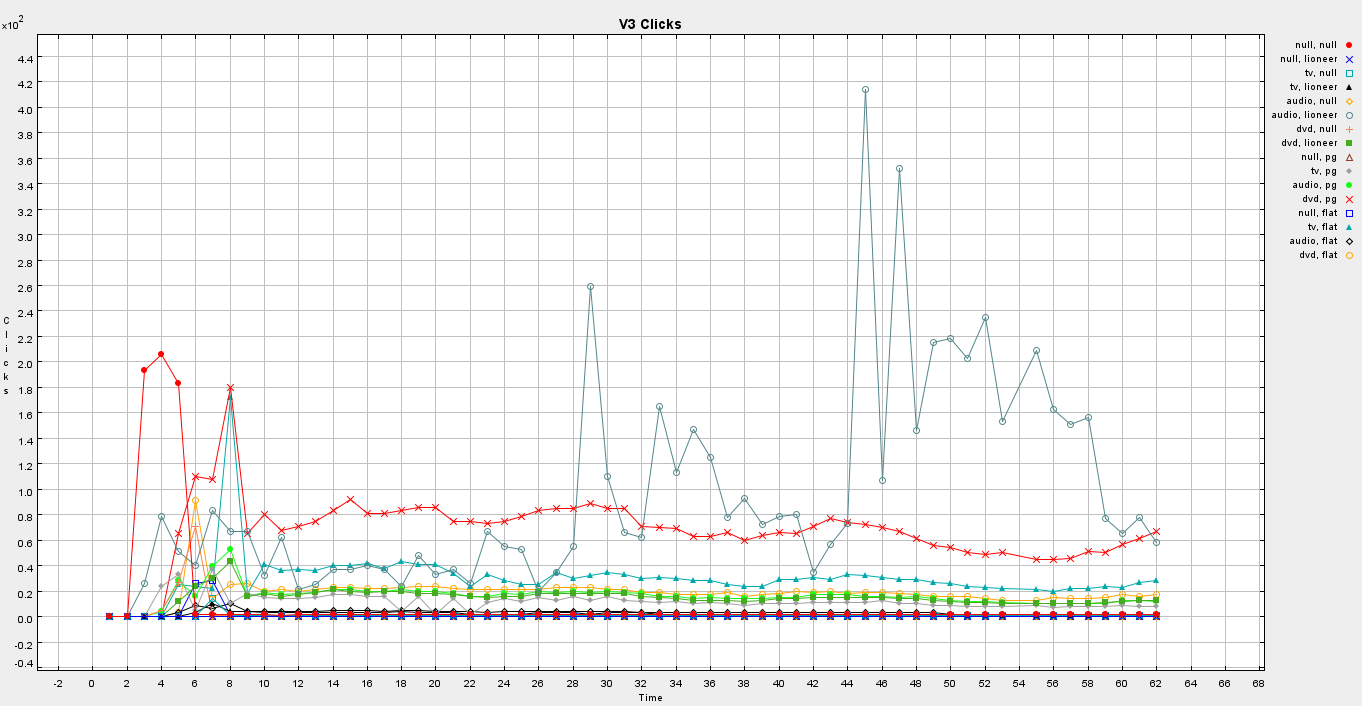 V3 Clicks
x10²
4.4
4.2
4.0
3.8
3.6
3.4
3.2
3.0
2.8
2.6
2.4
2.2
2.0
1.8
1.6
1.4
1.2
1.0
0.8
0.6
0.4
0.2
0.0
-0.2
-0.4
Clicks
-2 0 2 4 6 8 10 12 14 16 18 20 22 24 26 28 30 32 34 36 38 40 42 44 46 48 50 52 54 56 58 60 62 64 66 68
Time
null, null
null, lioneer
tv, null
tv, lioneer
audio, null
audio, lioneer
dvd, null
dvd, lioneer
null, pg
tv, pg
audio, pg
dvd, pg
null, flat
tv, flat
audio, flat
dvd, flat